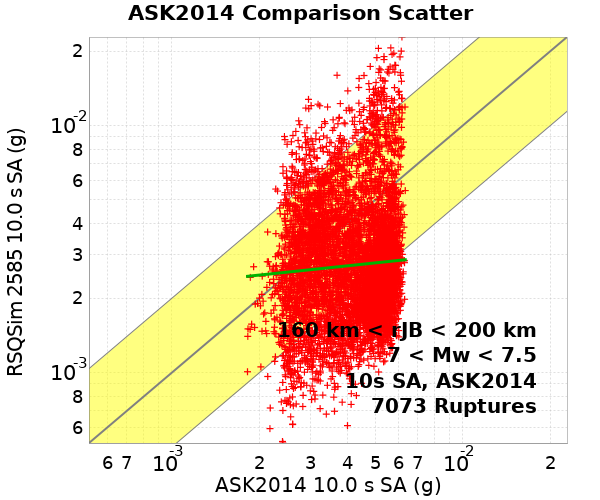 ASK2014 Comparison Scatter
RSQSim 2585 10.0 s SA (g)
2
10-2
8
6
4
3
2
10-3
8
6
160 km < rJB < 200 km
7 < Mw < 7.5
10s SA, ASK2014
7073 Ruptures
6 7 10-3 2 3 4 5 6 7 10-2 2
ASK2014 10.0 s SA (g)